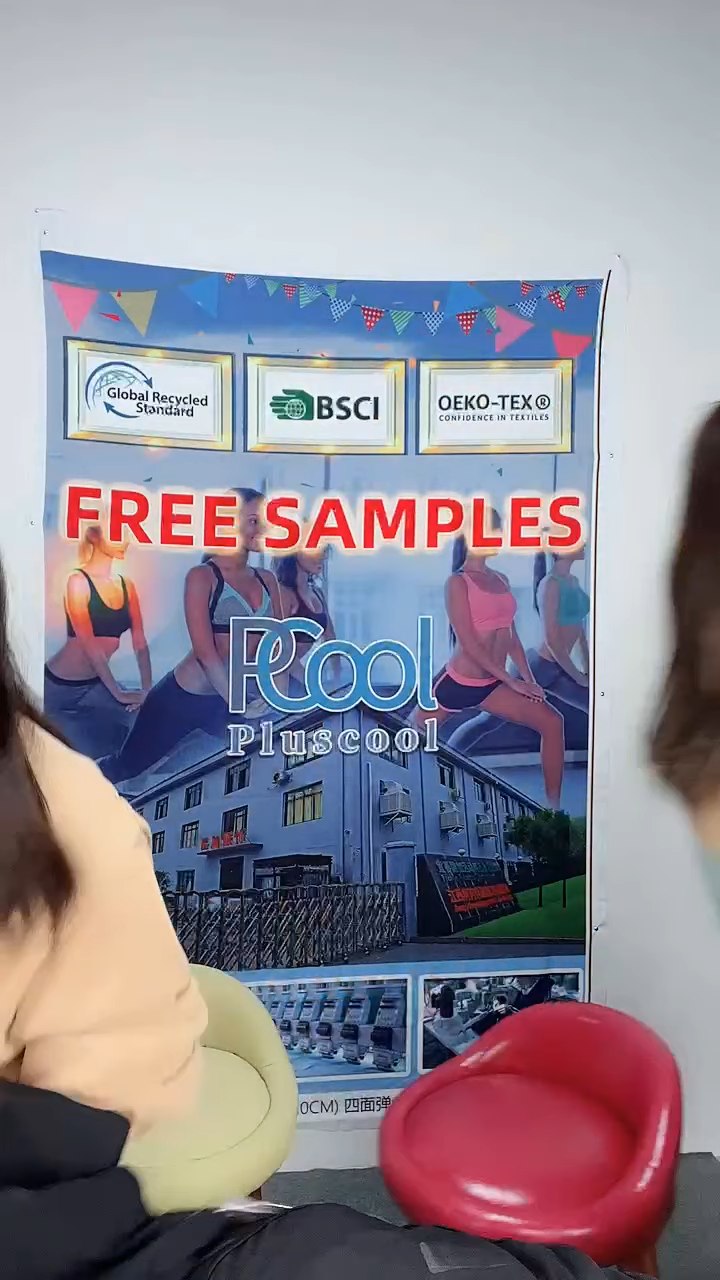 Global Recycled
Standard
BSCI
OEKO-TEX®
CONFIDENCE IN TEXTILES
FREE SAMPLES
PCool
Pluscool
0CM) 四面弹